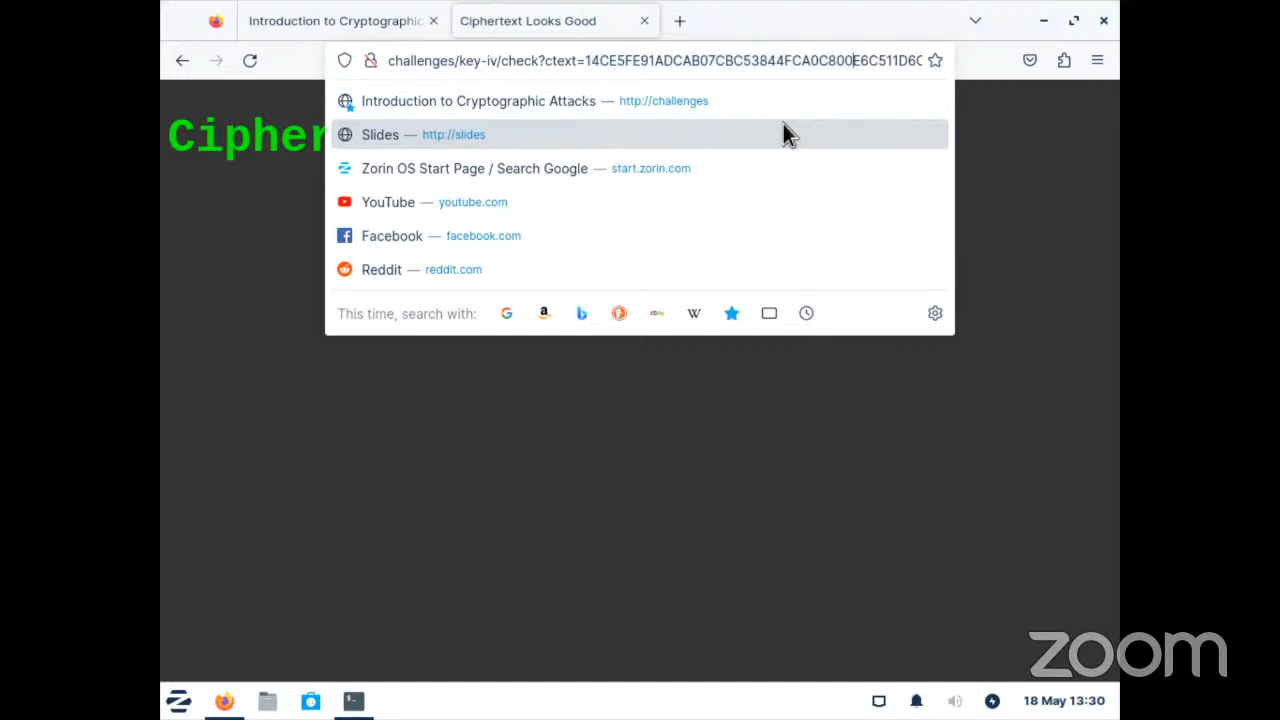 Introduction to Cryptographic
Ciphertext Looks Good
challenges/key-iv/check?ctext=14CE5FE91ADCAB07CBC53844FCA0C800E6C511D6C
Introduction to Cryptographic Attacks — http://challenges
Slides — http://slides
Zorin OS Start Page / Search Google — start.zorin.com
YouTube — youtube.com
Facebook — facebook.com
Reddit — reddit.com
This time, search with:
Cipher
zoom
18 May 13:30